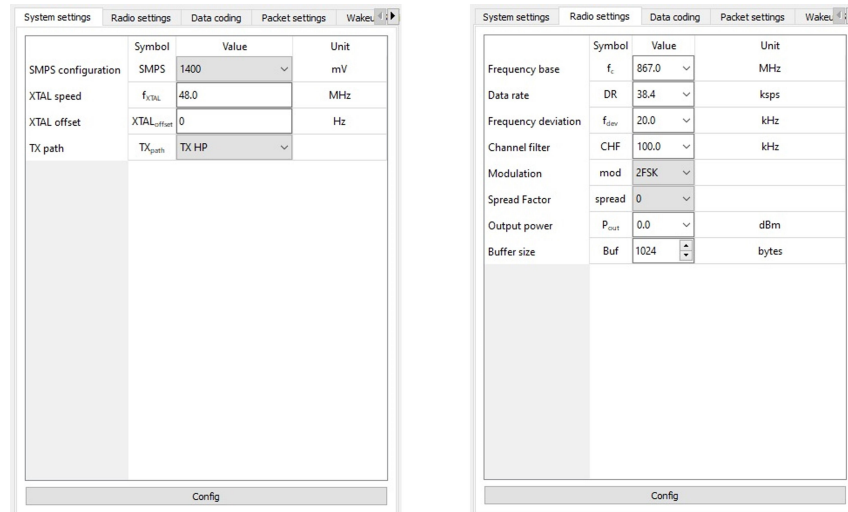 System settings Radio settings Data coding Packet settings Wakeu
Symbol Value Unit
SMPS configuration SMPS 1400 mV
XTAL speed fXTAL 48.0 MHz
XTAL offset XTALoffset 0 Hz
TX path TXpath TX HP
Config
System settings Radio settings Data coding Packet settings Wakeu
Symbol Value Unit
Frequency base fc 867.0 MHz
Data rate DR 38.4 ksps
Frequency deviation fdev 20.0 kHz
Channel filter CHF 100.0 kHz
Modulation mod 2FSK
Spread Factor spread 0
Output power Pout 0.0 dBm
Buffer size Buf 1024 bytes
Config